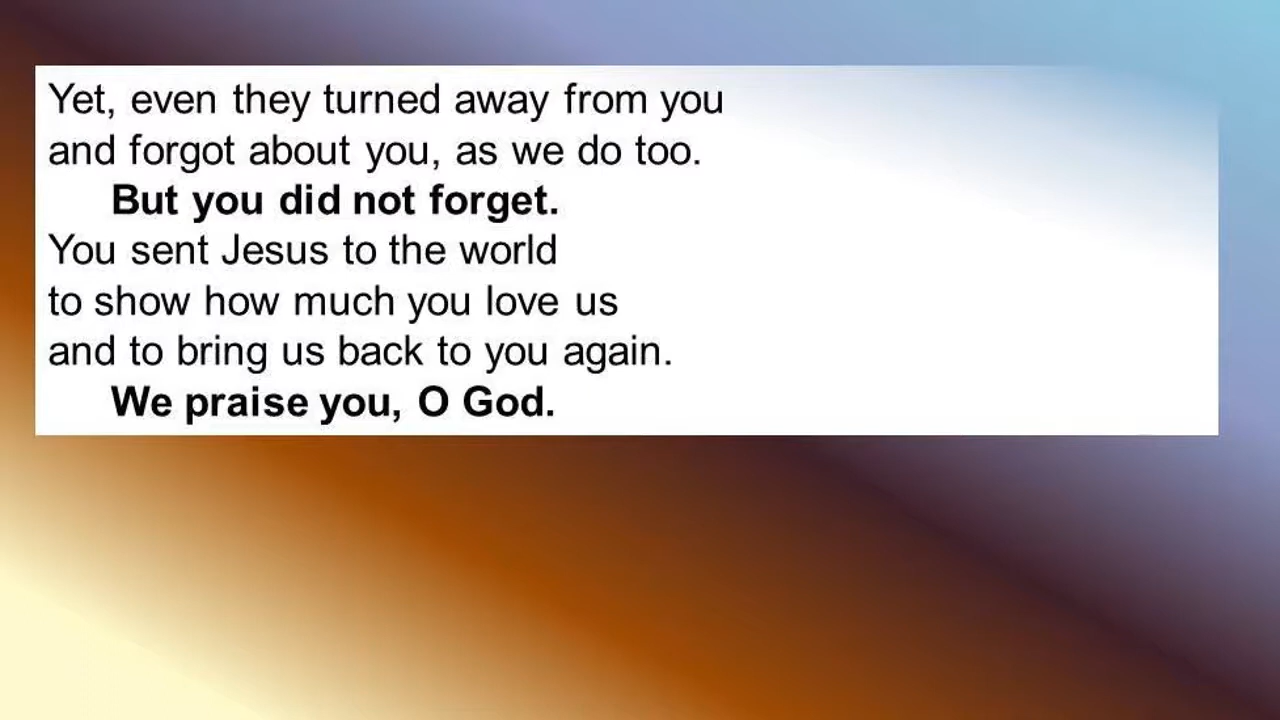 Yet, even they turned away from you
and forgot about you, as we do too.
But you did not forget.
You sent Jesus to the world
to show how much you love us
and to bring us back to you again.
We praise you, O God.